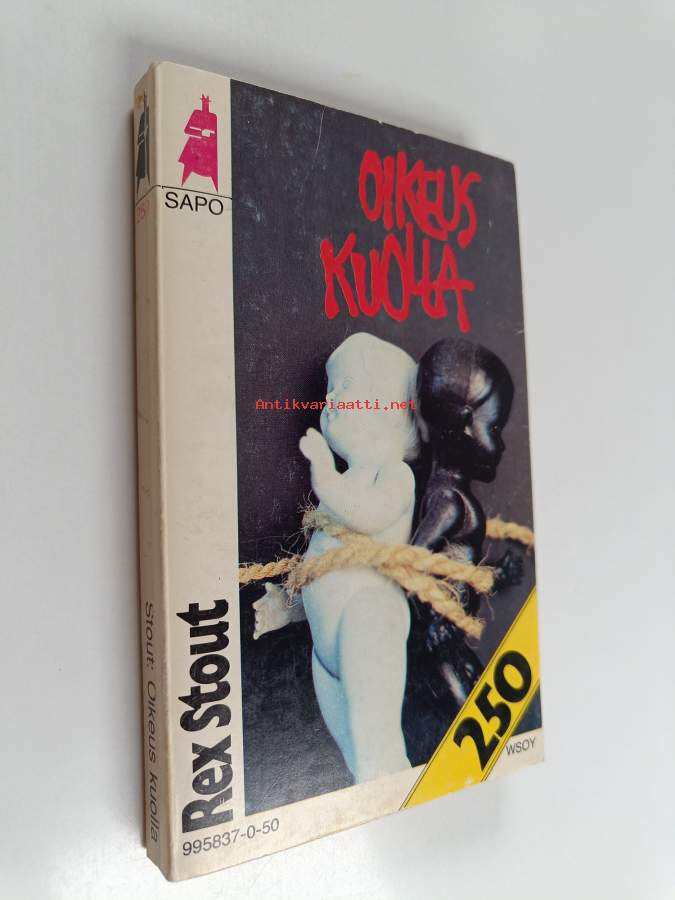 SAPO
OIKEUS
KUOLLA
Antikvariaatti.net
Rex Stout
250
WSOY
995837-0-50
Stout: Oikeus kuolla